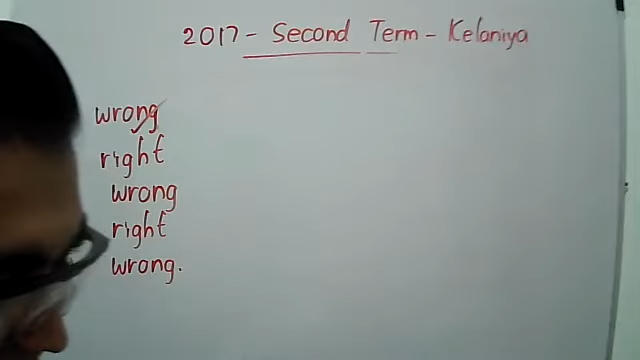 2017 - Second Term - Kelaniya
wrong
right
wrong
right
wrong.